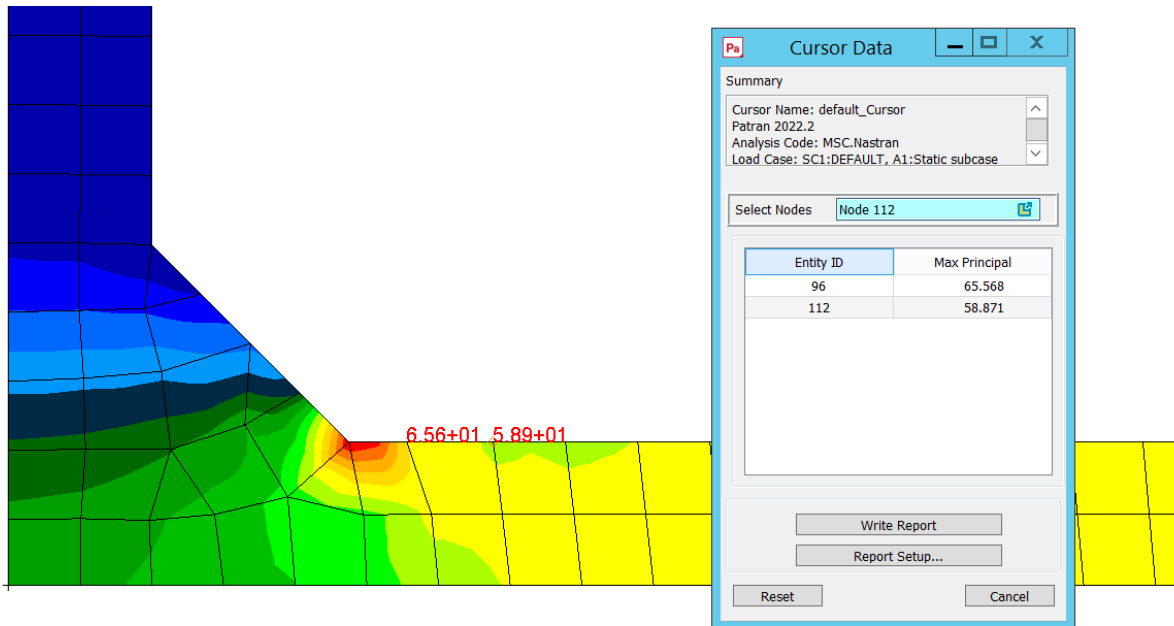 Pa Cursor Data
Summary
Cursor Name: default_Cursor
Patran 2022.2
Analysis Code: MSC.Nastran
Load Case: SC1:DEFAULT, A1:Static subcase
Select Nodes Node 112
Entity ID Max Principal
96 65.568
112 58.871
6.56+01 5.89+01
Write Report
Report Setup...
Reset Cancel